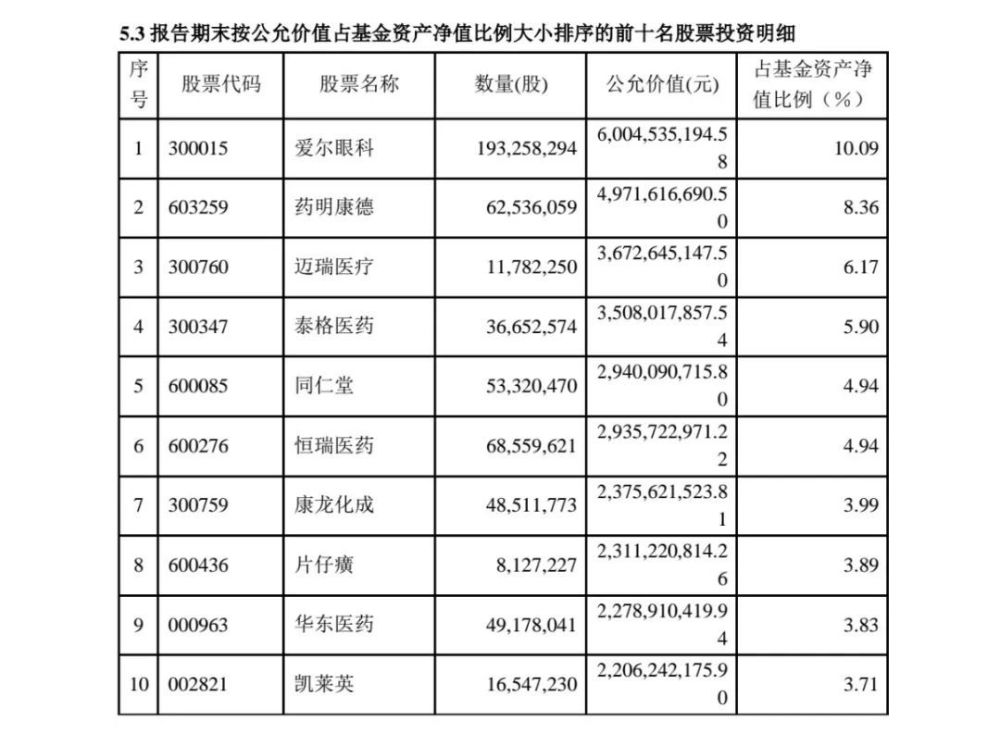 5.3 报告期末按公允价值占基金资产净值比例大小排序的前十名股票投资明细
序号 股票代码 股票名称 数量(股) 公允价值(元) 占基金资产净值比例（%）
1 300015 爱尔眼科 193,258,294 6,004,535,194.58 10.09
2 603259 药明康德 62,536,059 4,971,616,690.50 8.36
3 300760 迈瑞医疗 11,782,250 3,672,645,147.50 6.17
4 300347 泰格医药 36,652,574 3,508,017,857.54 5.90
5 600085 同仁堂 53,320,470 2,940,090,715.80 4.94
6 600276 恒瑞医药 68,559,621 2,935,722,971.22 4.94
7 300759 康龙化成 48,511,773 2,375,621,523.81 3.99
8 600436 片仔癀 8,127,227 2,311,220,814.26 3.89
9 000963 华东医药 49,178,041 2,278,910,419.94 3.83
10 002821 凯莱英 16,547,230 2,206,242,175.90 3.71